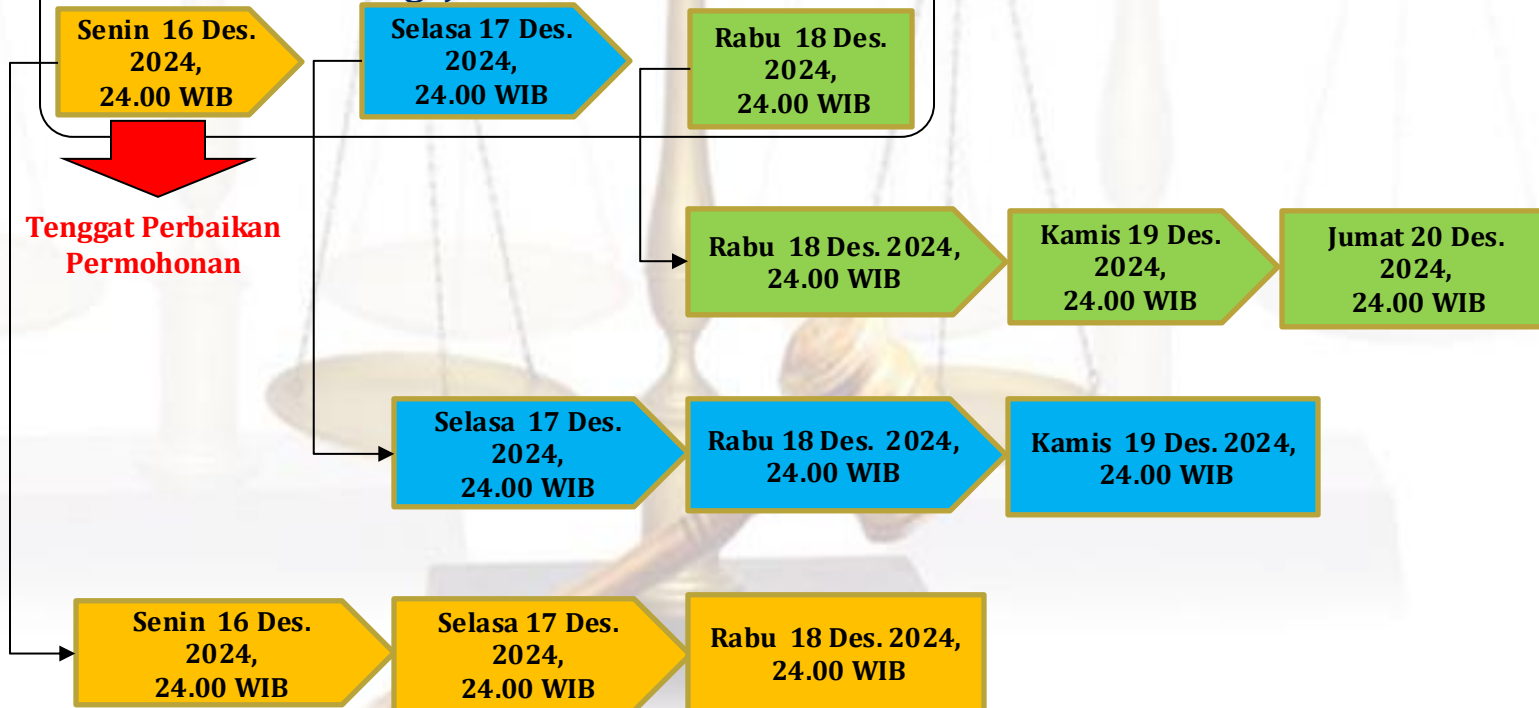 Senin 16 Des.
2024,
24.00 WIB
Selasa 17 Des.
2024,
24.00 WIB
Rabu 18 Des.
2024,
24.00 WIB
Tenggat Perbaikan
Permohonan
Rabu 18 Des. 2024,
24.00 WIB
Kamis 19 Des.
2024,
24.00 WIB
Jumat 20 Des.
2024,
24.00 WIB
Selasa 17 Des.
2024,
24.00 WIB
Rabu 18 Des. 2024,
24.00 WIB
Kamis 19 Des. 2024,
24.00 WIB
Senin 16 Des.
2024,
24.00 WIB
Selasa 17 Des.
2024,
24.00 WIB
Rabu 18 Des. 2024,
24.00 WIB